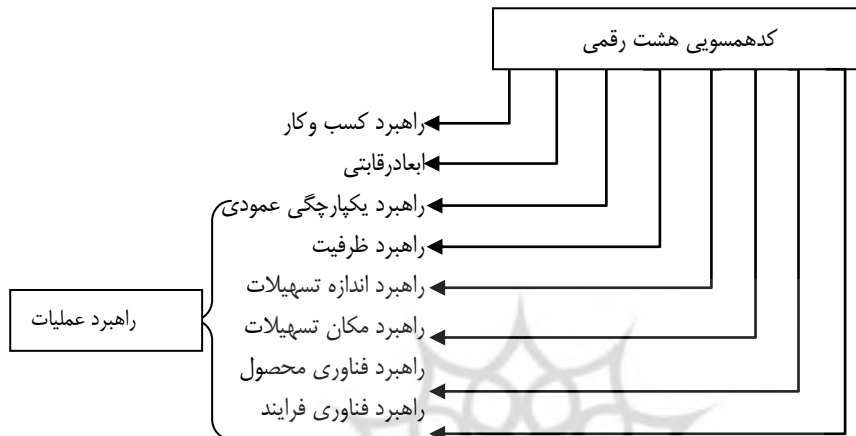 کدهمسویی هشت رقمی
راهبرد کسب وکار
ابعادرقابتی
راهبرد یکپارچگی عمودی
راهبرد ظرفیت
راهبرد اندازه تسهیلات
راهبرد مکان تسهیلات
راهبرد فناوری محصول
راهبرد فناوری فرایند
راهبرد عملیات